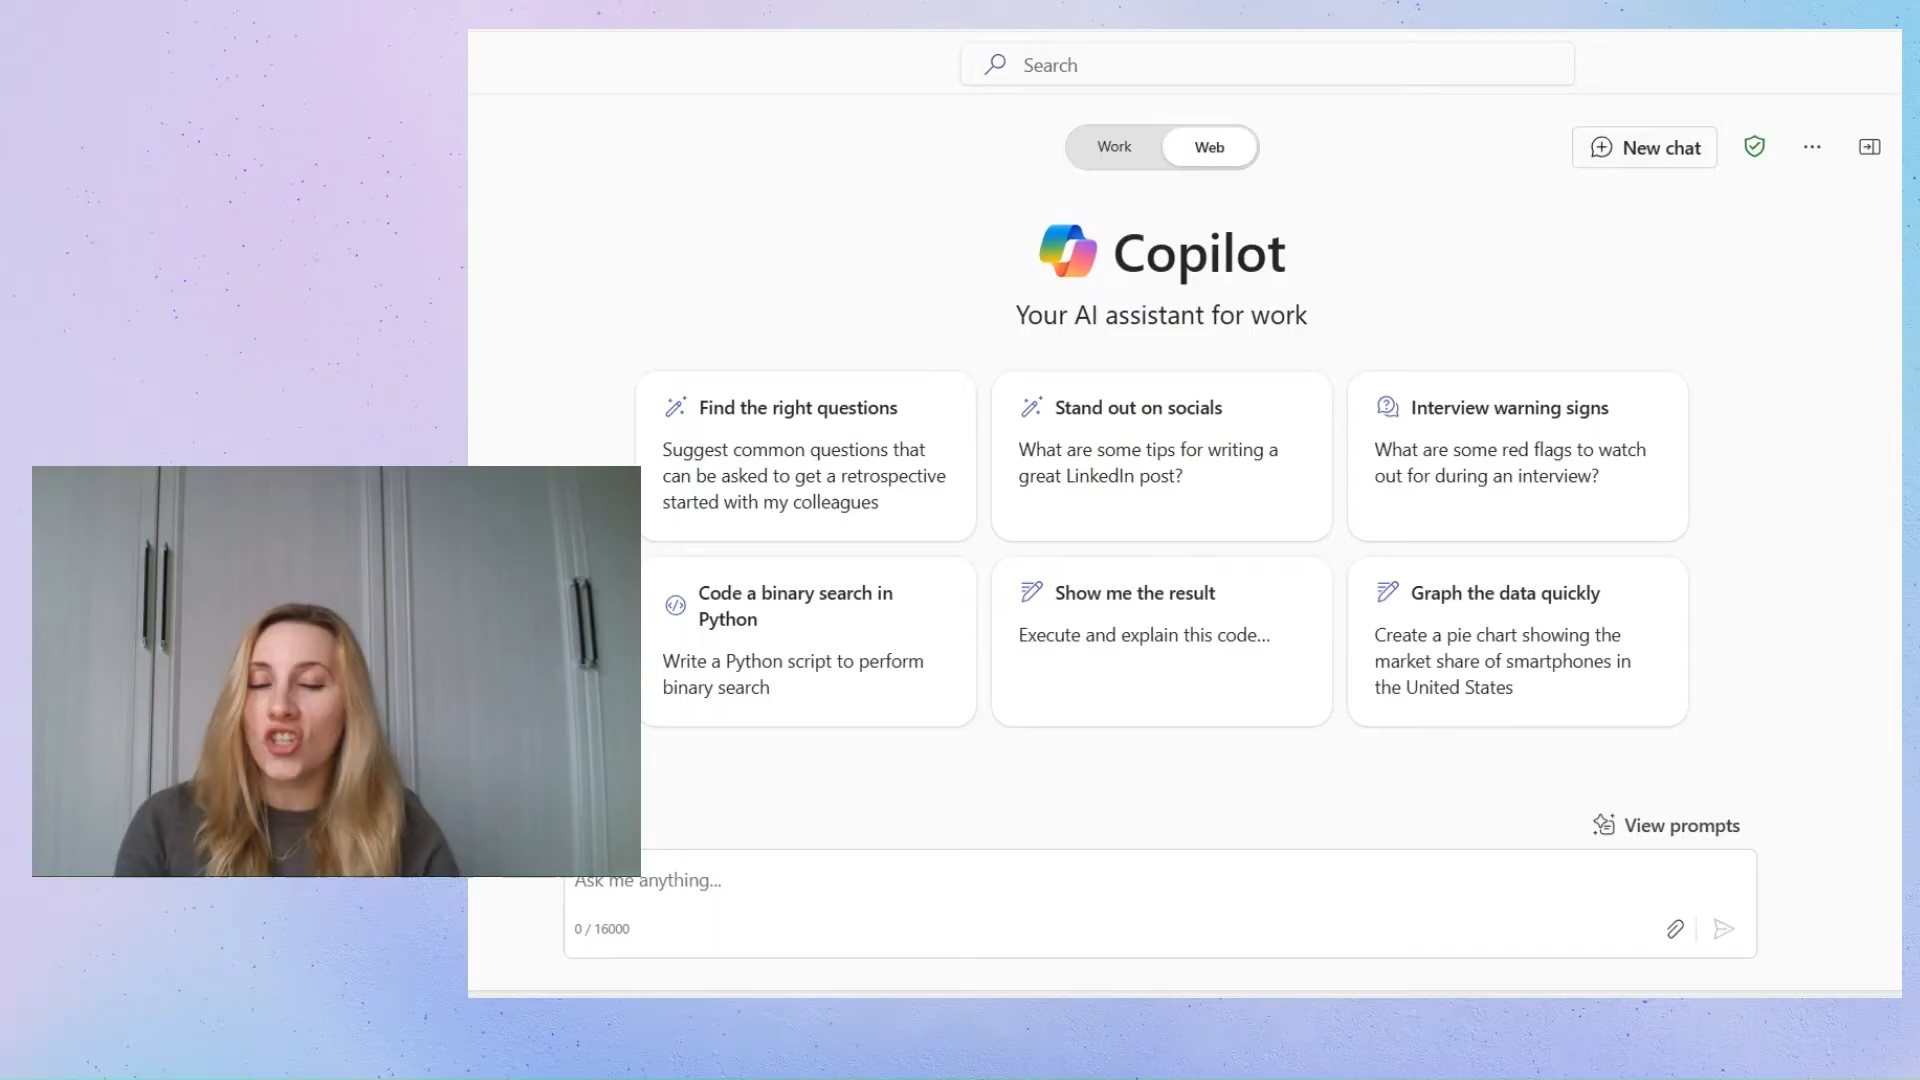 Search
Work
Web
New chat
Copilot
Your AI assistant for work
Find the right questions
Suggest common questions that
can be asked to get a retrospective
started with my colleagues
Stand out on socials
What are some tips for writing a
great LinkedIn post?
Interview warning signs
What are some red flags to watch
out for during an interview?
Code a binary search in
Python
Write a Python script to perform
binary search
Show me the result
Execute and explain this code...
Graph the data quickly
Create a pie chart showing the
market share of smartphones in
the United States
View prompts
Ask me anything...
0 / 16000